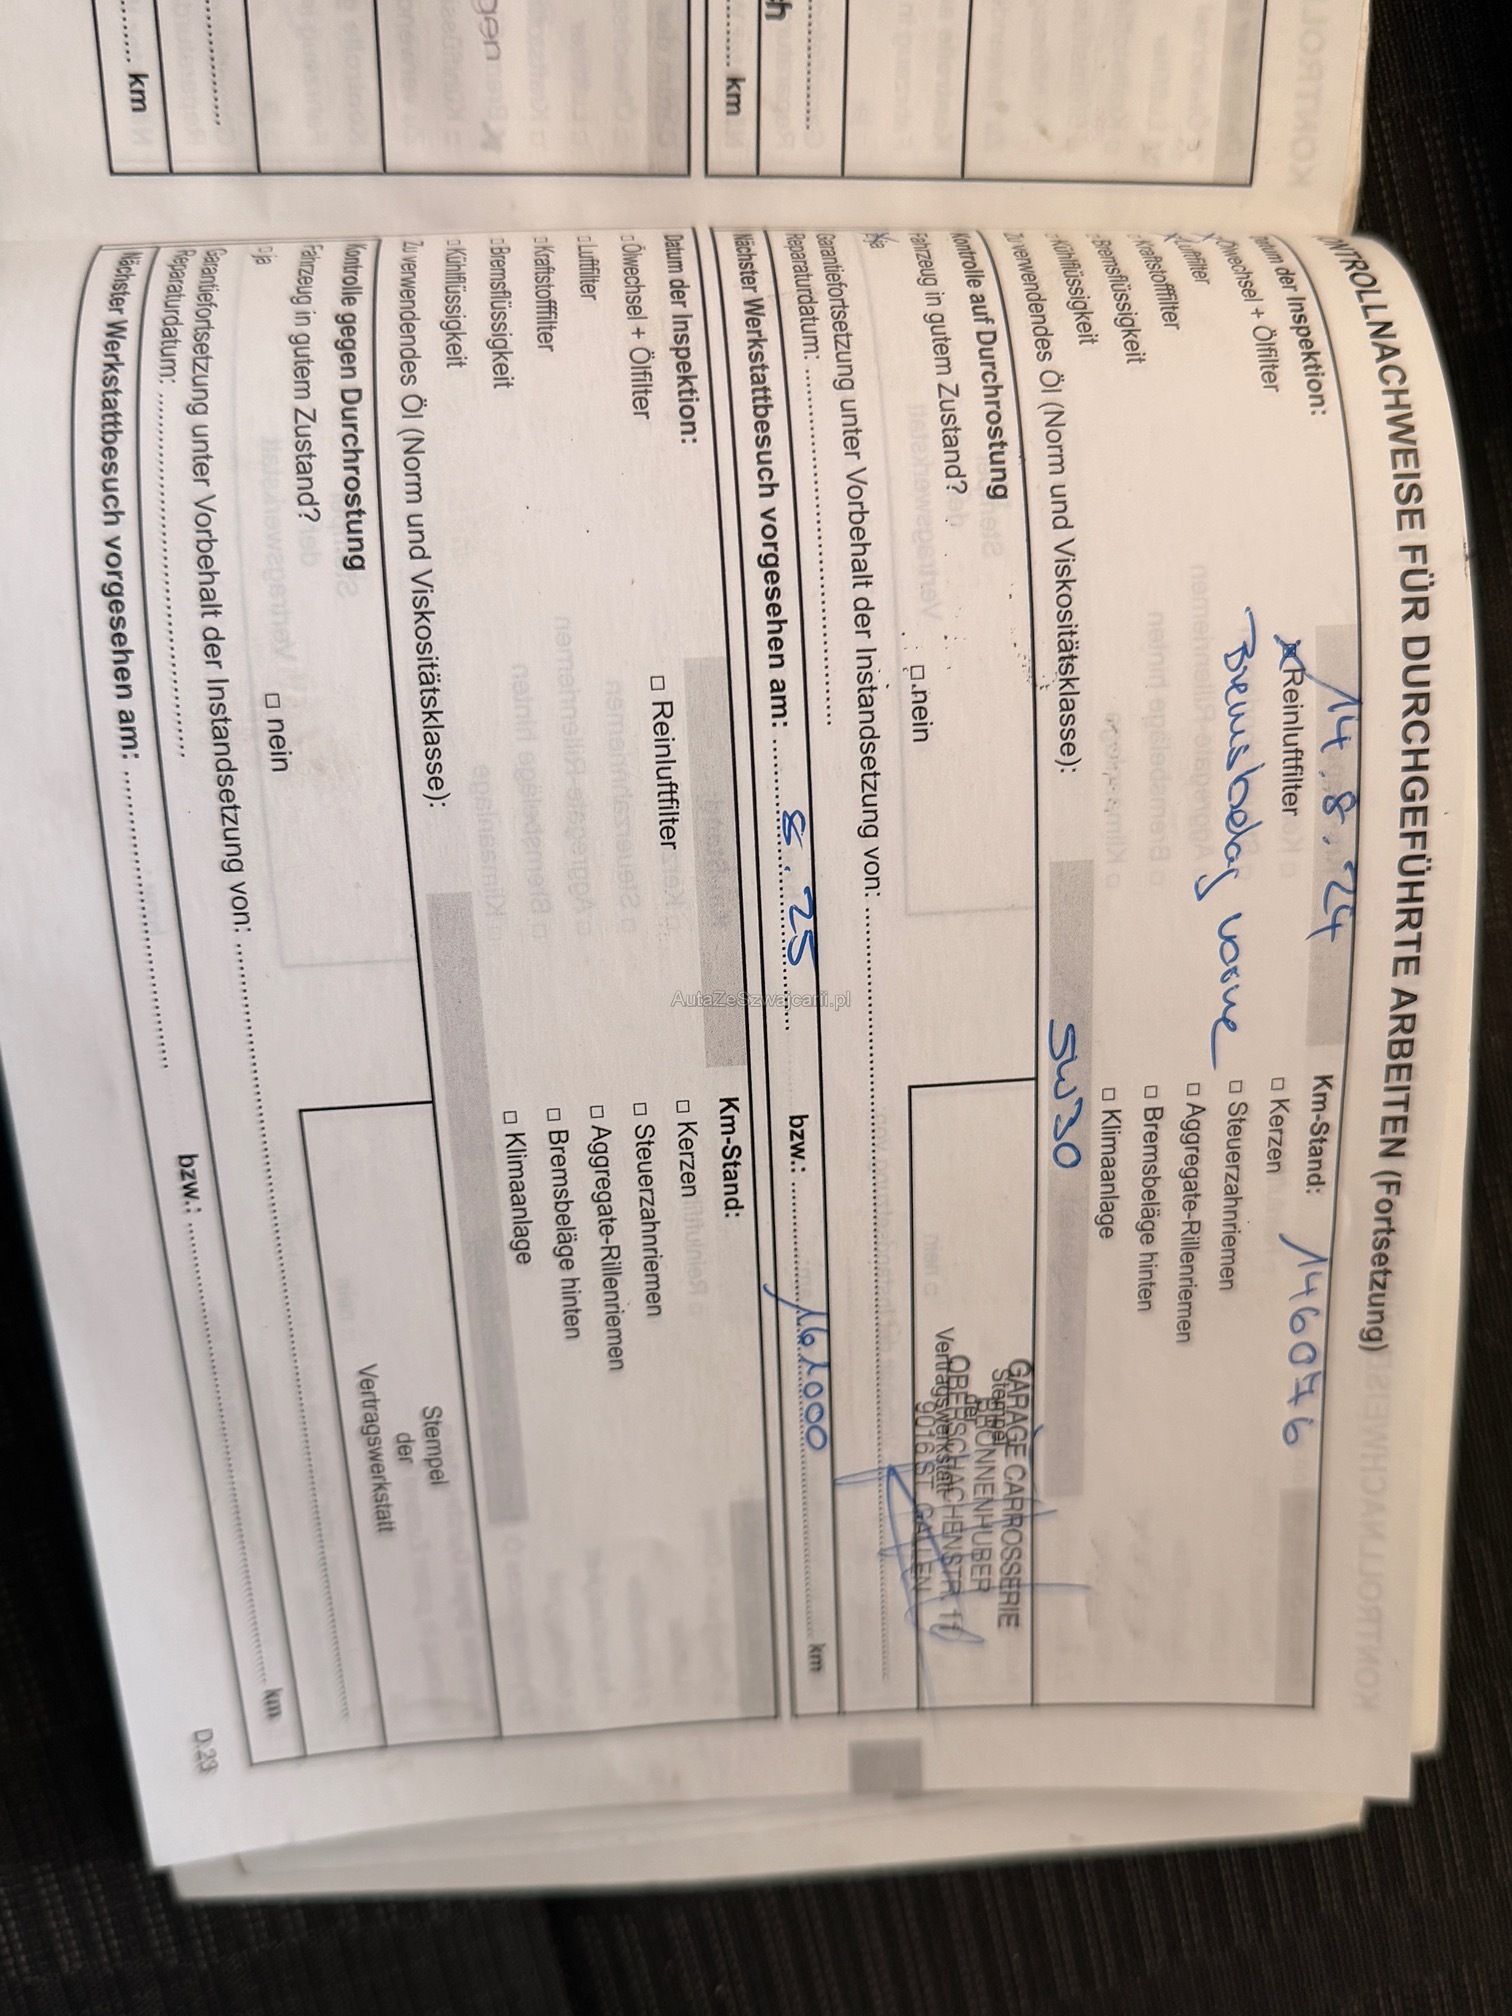 KONTROLLNACHWEISE FÜR DURCHGEFÜHRTE ARBEITEN (Fortsetzung)
Datum der Inspektion: 14.8.24 Km-Stand: 146076
Ölwechsel + Ölfilter Reinluftfilter □ Kerzen
Luftfilter Bremsbelag vorne □ Steuerzahnriemen
Kraftstofffilter □ Aggregate-Rillenriemen
Bremsflüssigkeit □ Bremsbeläge hinten
Kühlflüssigkeit □ Klimaanlage
Zu verwendendes Öl (Norm und Viskositätsklasse): 5W30
Kontrolle auf Durchrostung
Fahrzeug in gutem Zustand?
ja □ nein
Stempel
der
Vertragswerkstatt
GARAGE CARROSSERIE
BRUNNENHUBER
OBERSCHACHENSTR. 11
9016 ST. GALLEN
Garantiefortsetzung unter Vorbehalt der Instandsetzung von:
Reparaturdatum:
Nächster Werkstattbesuch vorgesehen am: 8.25 bzw.: km
Datum der Inspektion: Km-Stand:
□ Ölwechsel + Ölfilter □ Reinluftfilter □ Kerzen
□ Luftfilter □ Steuerzahnriemen
□ Kraftstofffilter □ Aggregate-Rillenriemen
□ Bremsflüssigkeit □ Bremsbeläge hinten
□ Kühlflüssigkeit □ Klimaanlage
Zu verwendendes Öl (Norm und Viskositätsklasse):
Kontrolle gegen Durchrostung
Fahrzeug in gutem Zustand?
□ ja □ nein
Stempel
der
Vertragswerkstatt
Garantiefortsetzung unter Vorbehalt der Instandsetzung von:
Reparaturdatum:
Nächster Werkstattbesuch vorgesehen am: bzw.: km
D.29
km
km
AutaZeSzwajcarii.pl